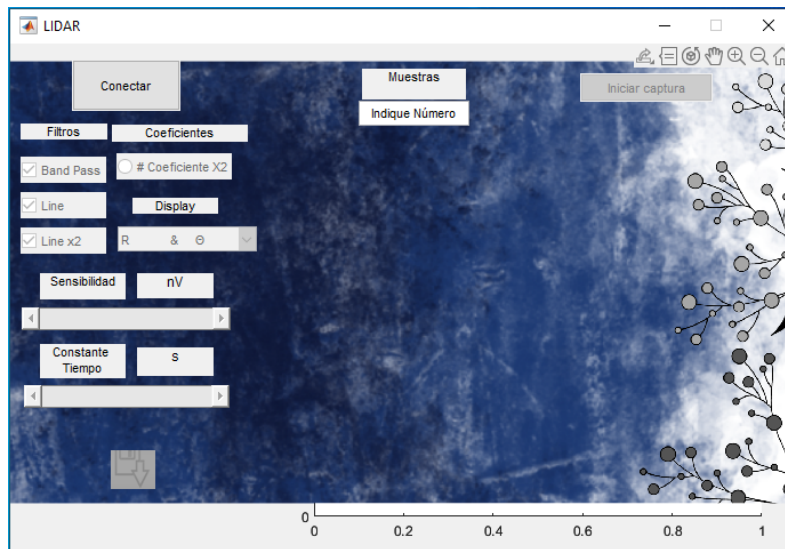 LIDAR
Conectar
Muestras
Iniciar captura
Indique Número
Filtros
Coeficientes
Band Pass
# Coeficiente X2
Line
Display
Line x2
R & Θ
Sensibilidad
nV
Constante
Tiempo
s
0
0 0.2 0.4 0.6 0.8 1